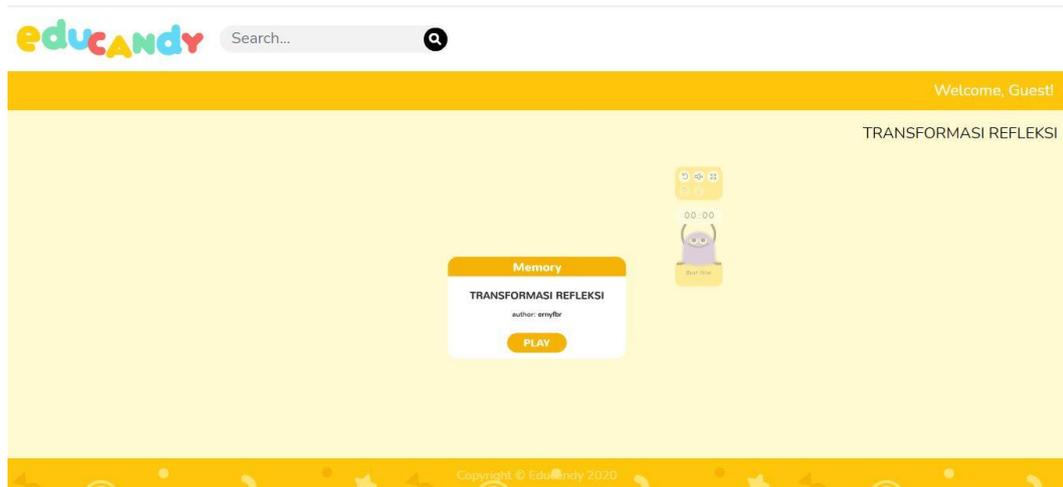 eduCANdY
Search...
Welcome, Guest!
TRANSFORMASI REFLEKSI
00:00
Memory
TRANSFORMASI REFLEKSI
author: ernyfbr
PLAY
Copyright © Educandy 2020